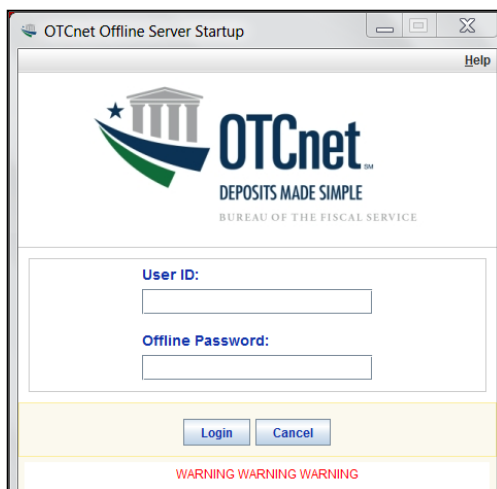 OTCnet Offline Server Startup
Help
OTCnet SM
DEPOSITS MADE SIMPLE
BUREAU OF THE FISCAL SERVICE
User ID:
Offline Password:
Login Cancel
WARNING WARNING WARNING